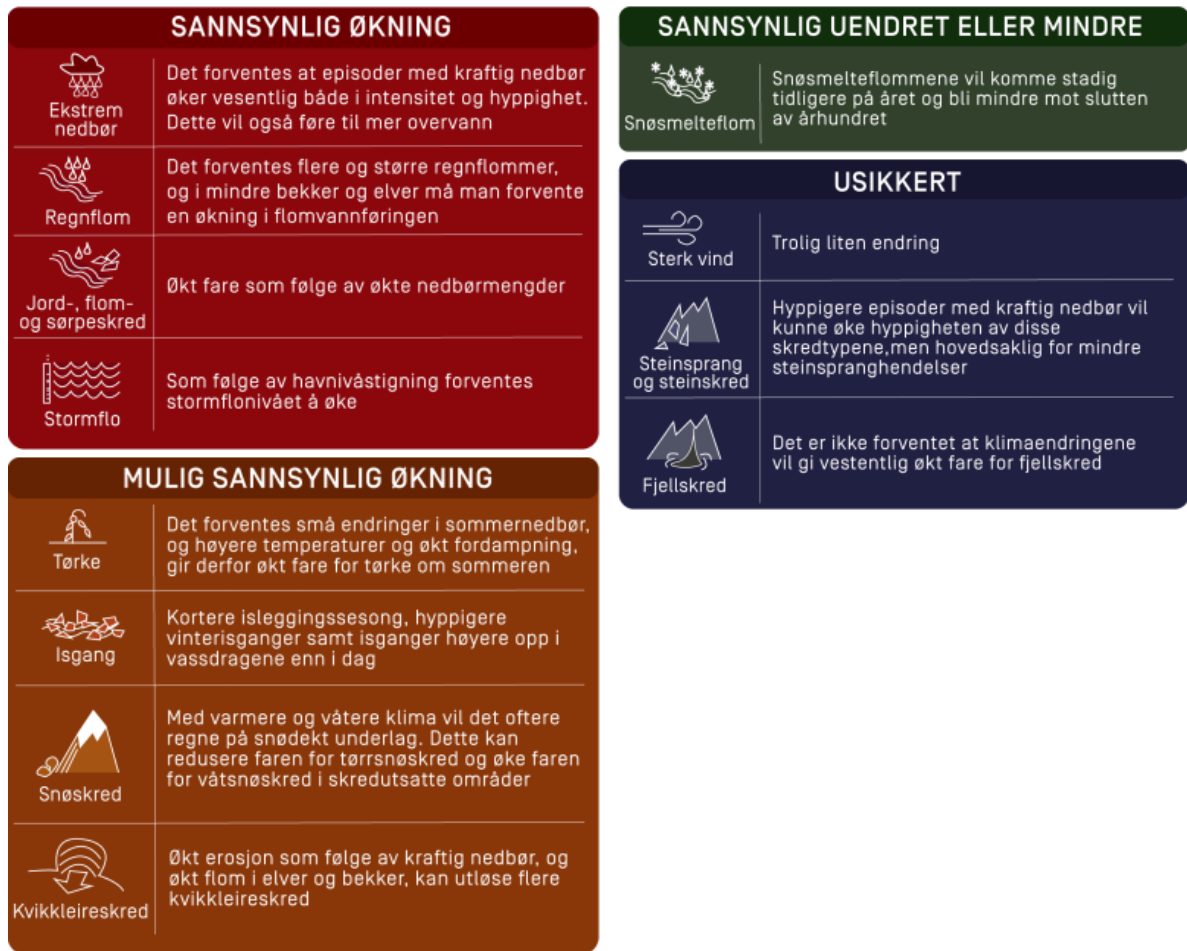 SANNSYNLIG ØKNING
Ekstrem
nedbør
Det forventes at episoder med kraftig nedbør
øker vesentlig både i intensitet og hyppighet.
Dette vil også føre til mer overvann
Regnflom
Det forventes flere og større regnflommer,
og i mindre bekker og elver må man forvente
en økning i flomvannføringen
Jord-, flom-
og sørpeskred
Økt fare som følge av økte nedbørmengder
Stormflo
Som følge av havnivåstigning forventes
stormflonivået å øke
MULIG SANNSYNLIG ØKNING
Tørke
Det forventes små endringer i sommernedbør,
og høyere temperaturer og økt fordampning,
gir derfor økt fare for tørke om sommeren
Isgang
Kortere isleggingssesong, hyppigere
vinterisganger samt isganger høyere opp i
vassdragene enn i dag
Snøskred
Med varmere og våtere klima vil det oftere
regne på snødekt underlag. Dette kan
redusere faren for tørrsnøskred og øke faren
for våtsnøskred i skredutsatte områder
Kvikkleireskred
Økt erosjon som følge av kraftig nedbør, og
økt flom i elver og bekker, kan utløse flere
kvikkleireskred
SANNSYNLIG UENDRET ELLER MINDRE
Snøsmelteflom
Snøsmelteflommene vil komme stadig
tidligere på året og bli mindre mot slutten
av århundret
USIKKERT
Sterk vind
Trolig liten endring
Steinsprang
og steinskred
Hyppigere episoder med kraftig nedbør vil
kunne øke hyppigheten av disse
skredtypene,men hovedsaklig for mindre
steinspranghendelser
Fjellskred
Det er ikke forventet at klimaendringene
vil gi vestentlig økt fare for fjellskred